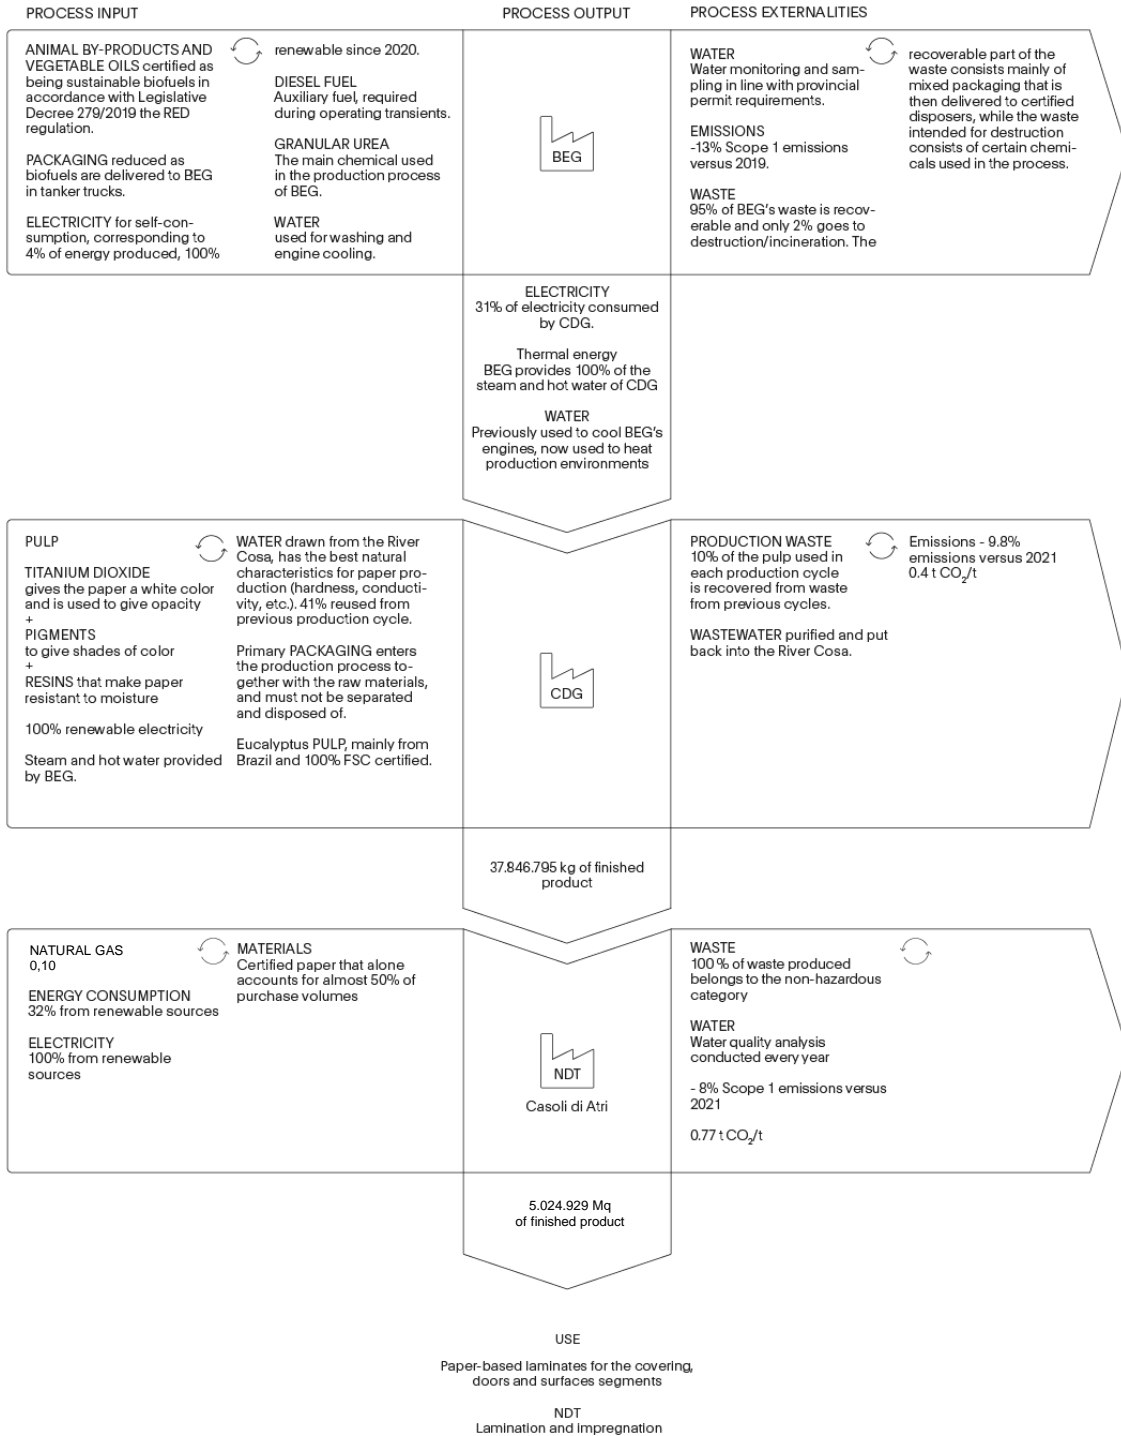 PROCESS INPUT
PROCESS OUTPUT
PROCESS EXTERNALITIES
ANIMAL BY-PRODUCTS AND
VEGETABLE OILS certified as
being sustainable biofuels in
accordance with Legislative
Decree 279/2019 the RED
regulation.
PACKAGING reduced as
biofuels are delivered to BEG
in tanker trucks.
ELECTRICITY for self-con-
sumption, corresponding to
4% of energy produced, 100%
renewable since 2020.
DIESEL FUEL
Auxiliary fuel, required
during operating transients.
GRANULAR UREA
The main chemical used
in the production process
of BEG.
WATER
used for washing and
engine cooling.
BEG
WATER
Water monitoring and sam-
pling in line with provincial
permit requirements.
EMISSIONS
-13% Scope 1 emissions
versus 2019.
WASTE
95% of BEG's waste is recov-
erable and only 2% goes to
destruction/incineration. The
recoverable part of the
waste consists mainly of
mixed packaging that is
then delivered to certified
disposers, while the waste
intended for destruction
consists of certain chemi-
cals used in the process.
ELECTRICITY
31% of electricity consumed
by CDG.
Thermal energy
BEG provides 100% of the
steam and hot water of CDG
WATER
Previously used to cool BEG's
engines, now used to heat
production environments
PULP
TITANIUM DIOXIDE
gives the paper a white color
and is used to give opacity
+
PIGMENTS
to give shades of color
+
RESINS that make paper
resistant to moisture
100% renewable electricity
Steam and hot water provided
by BEG.
WATER drawn from the River
Cosa, has the best natural
characteristics for paper pro-
duction (hardness, conducti-
vity, etc.). 41% reused from
previous production cycle.
Primary PACKAGING enters
the production process to-
gether with the raw materials,
and must not be separated
and disposed of.
Eucalyptus PULP, mainly from
Brazil and 100% FSC certified.
CDG
PRODUCTION WASTE
10% of the pulp used in
each production cycle
is recovered from waste
from previous cycles.
WASTEWATER purified and put
back into the River Cosa.
Emissions - 9.8%
emissions versus 2021
0.4 t CO₂/t
37.846.795 kg of finished
product
NATURAL GAS
0,10
ENERGY CONSUMPTION
32% from renewable sources
ELECTRICITY
100% from renewable
sources
MATERIALS
Certified paper that alone
accounts for almost 50% of
purchase volumes
NDT
Casoli di Atri
WASTE
100 % of waste produced
belongs to the non-hazardous
category
WATER
Water quality analysis
conducted every year
- 8% Scope 1 emissions versus
2021
0.77 t CO₂/t
5.024.929 Mq
of finished product
USE
Paper-based laminates for the covering,
doors and surfaces segments
NDT
Lamination and impregnation